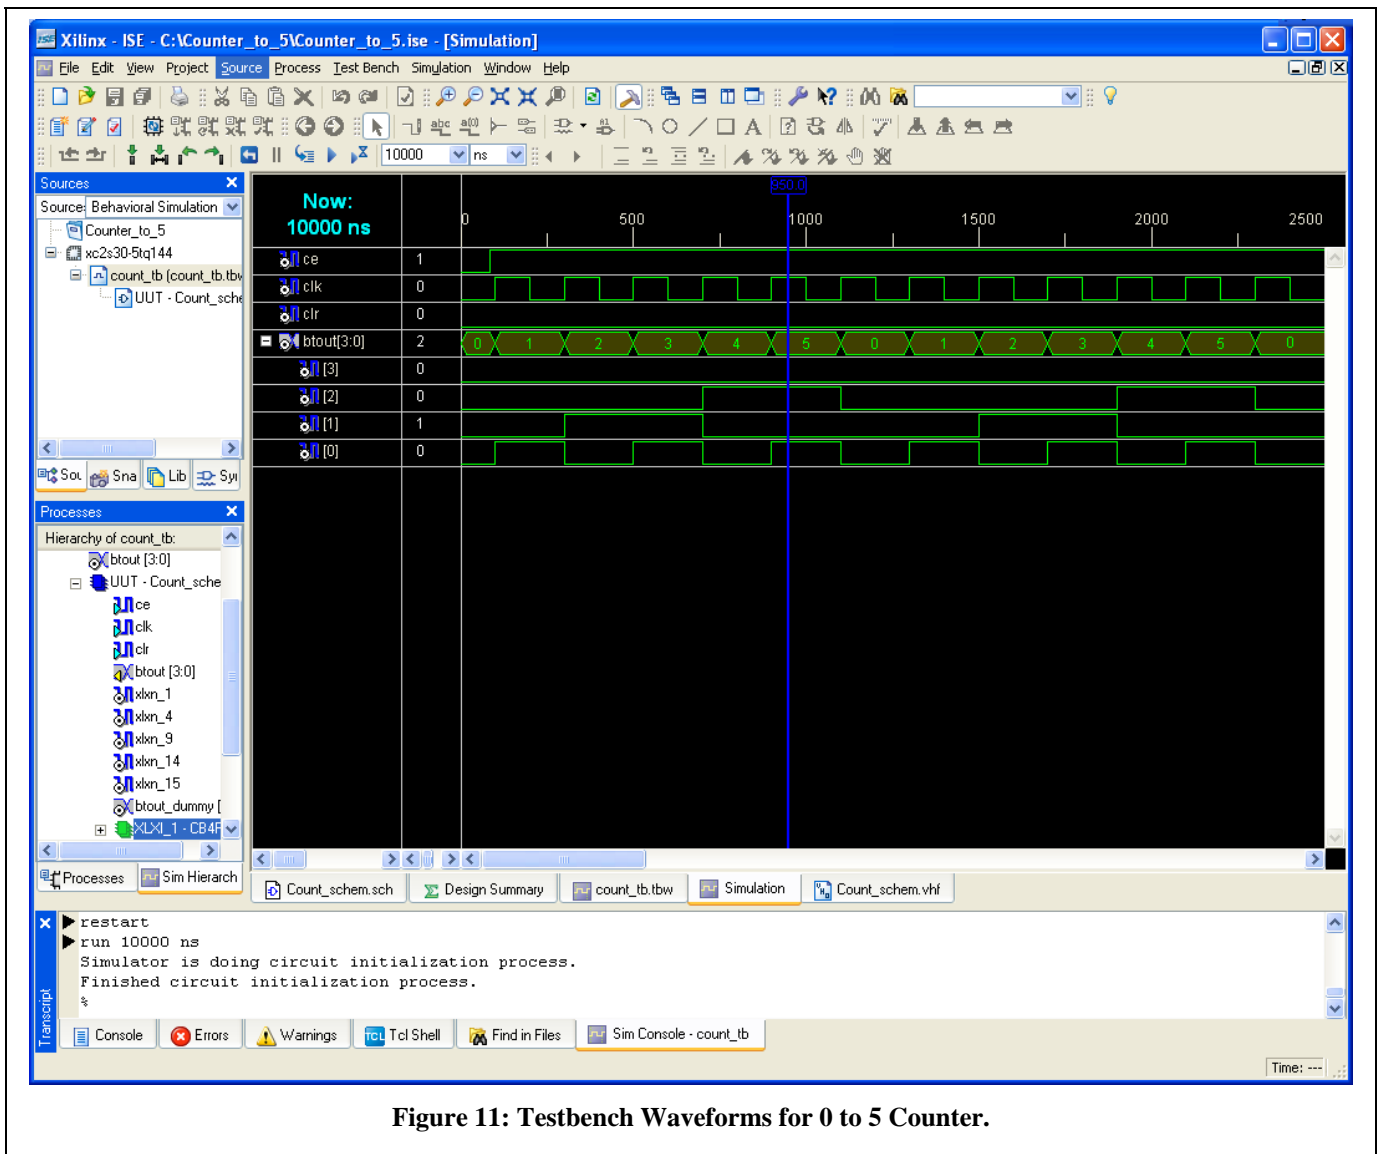 Xilinx - ISE - C:\Counter_to_5\Counter_to_5.ise - [Simulation]
File Edit View Project Source Process Test Bench Simulation Window Help
10000 ns
Sources
Source: Behavioral Simulation
Counter_to_5
xc2s30-5tq144
count_tb (count_tb.tbw
UUT - Count_sche
Sou Sna Lib Syı
Processes
Hierarchy of count_tb:
btout [3:0]
UUT - Count_sche
ce
clk
clr
btout [3:0]
xlxn_1
xlxn_4
xlxn_9
xlxn_14
xlxn_15
btout_dummy [
XLXI_1 - CB4F
Processes Sim Hierarch
Now:
10000 ns
950.0
0 500 1000 1500 2000 2500
ce 1
clk 0
clr 0
btout[3:0] 2 0 1 2 3 4 5 0 1 2 3 4 5 0
[3] 0
[2] 0
[1] 1
[0] 0
Count_schem.sch Design Summary count_tb.tbw Simulation Count_schem.vhf
Transcript
restart
run 10000 ns
Simulator is doing circuit initialization process.
Finished circuit initialization process.
%
Console Errors Warnings TCL Tcl Shell Find in Files Sim Console - count_tb
Time: ---
Figure 11: Testbench Waveforms for 0 to 5 Counter.